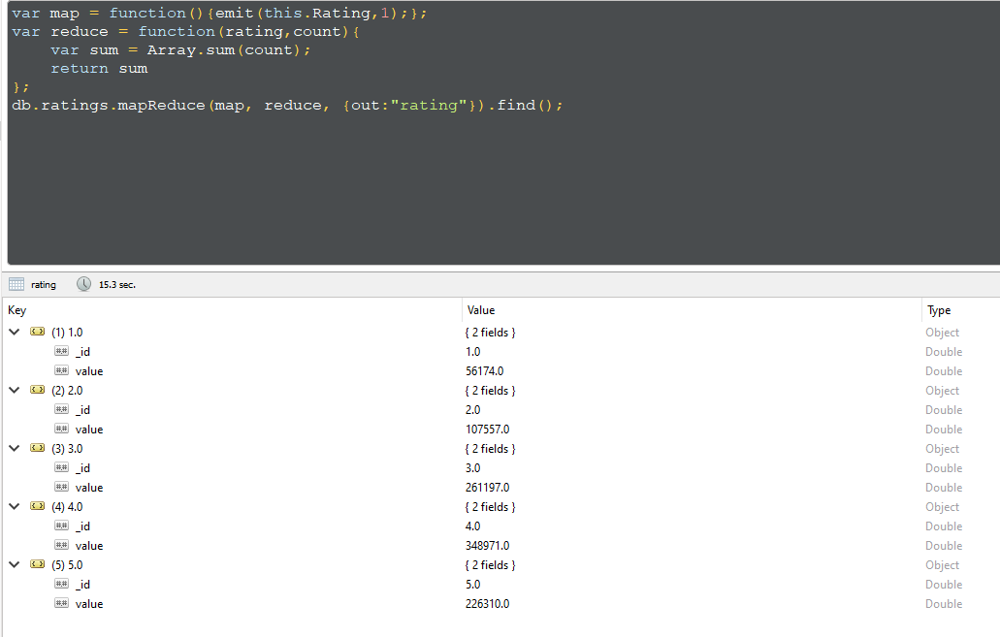 var map = function(){emit(this.Rating,1);};
var reduce = function(rating,count){
    var sum = Array.sum(count);
    return sum
};
db.ratings.mapReduce(map, reduce, {out:"rating"}).find();
rating 15.3 sec.
Key Value Type
(1) 1.0 { 2 fields } Object
_id 1.0 Double
value 56174.0 Double
(2) 2.0 { 2 fields } Object
_id 2.0 Double
value 107557.0 Double
(3) 3.0 { 2 fields } Object
_id 3.0 Double
value 261197.0 Double
(4) 4.0 { 2 fields } Object
_id 4.0 Double
value 348971.0 Double
(5) 5.0 { 2 fields } Object
_id 5.0 Double
value 226310.0 Double